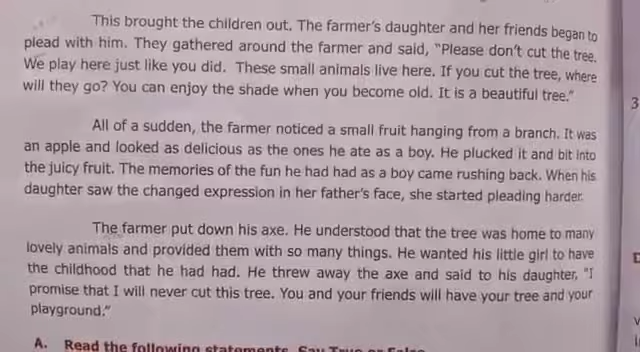 This brought the children out. The farmer's daughter and her friends began to
plead with him. They gathered around the farmer and said, "Please don't cut the tree.
We play here just like you did. These small animals live here. If you cut the tree, where
will they go? You can enjoy the shade when you become old. It is a beautiful tree."
All of a sudden, the farmer noticed a small fruit hanging from a branch. It was
an apple and looked as delicious as the ones he ate as a boy. He plucked it and bit into
the juicy fruit. The memories of the fun he had had as a boy came rushing back. When his
daughter saw the changed expression in her father's face, she started pleading harder.
The farmer put down his axe. He understood that the tree was home to many
lovely animals and provided them with so many things. He wanted his little girl to have
the childhood that he had had. He threw away the axe and said to his daughter, "I
promise that I will never cut this tree. You and your friends will have your tree and your
playground."
A. Read the following statements. Say True or False
3